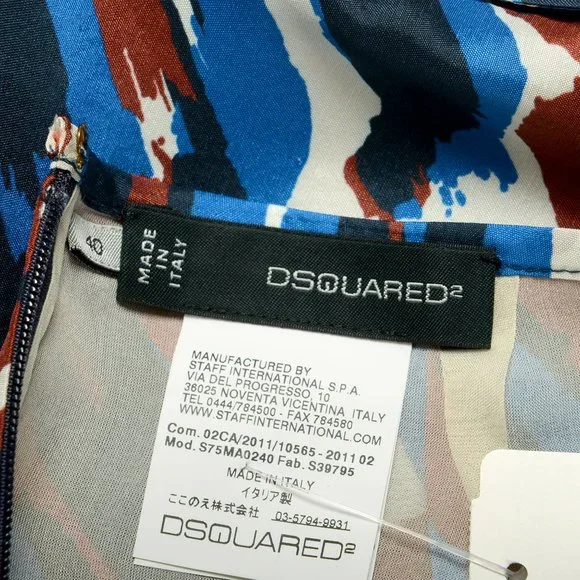 40
MADE
IN
ITALY
DSQUARED2
MANUFACTURED BY
STAFF INTERNATIONAL S.P.A.
VIA DEL PROGRESSO, 10
36025 NOVENTA VICENTINA ITALY
TEL 0444/784500 - FAX 784580
WWW.STAFFINTERNATIONAL.COM
Com. 02CA/2011/10565 - 2011 02
Mod. S75MA0240 Fab. S39795
MADE IN ITALY
イタリア製
ここのえ株式会社 03-5794-9931
DSQUARED2